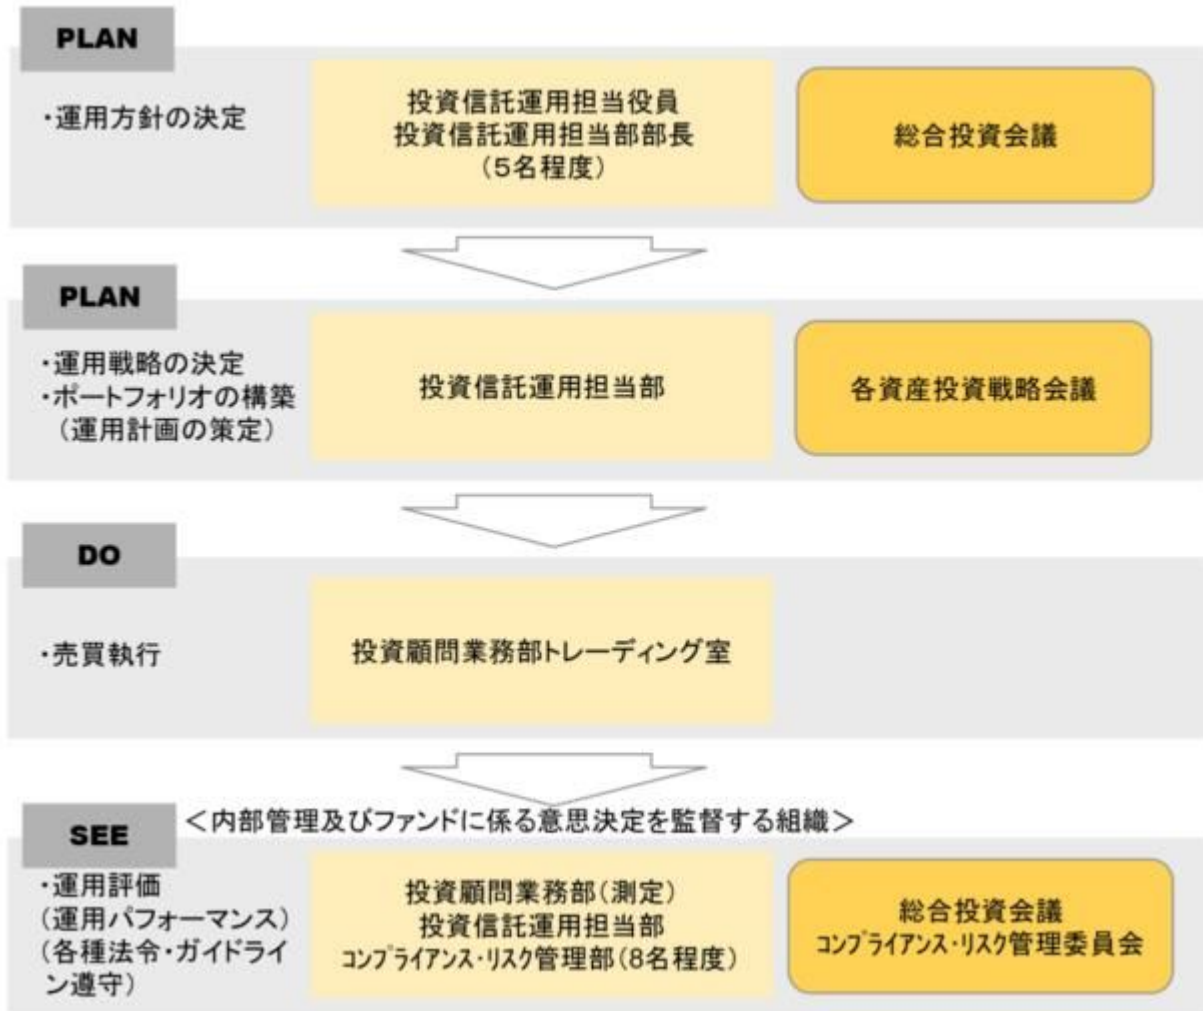 PLAN
・運用方針の決定
投資信託運用担当役員
投資信託運用担当部部長
(5名程度)
総合投資会議
PLAN
・運用戦略の決定
・ポートフォリオの構築
(運用計画の策定)
投資信託運用担当部
各資産投資戦略会議
DO
・売買執行
投資顧問業務部トレーディング室
SEE
<内部管理及びファンドに係る意思決定を監督する組織>
・運用評価
(運用パフォーマンス)
(各種法令・ガイドライ
ン遵守)
投資顧問業務部(測定)
投資信託運用担当部
コンプライアンス・リスク管理部(8名程度)
総合投資会議
コンプライアンス・リスク管理委員会